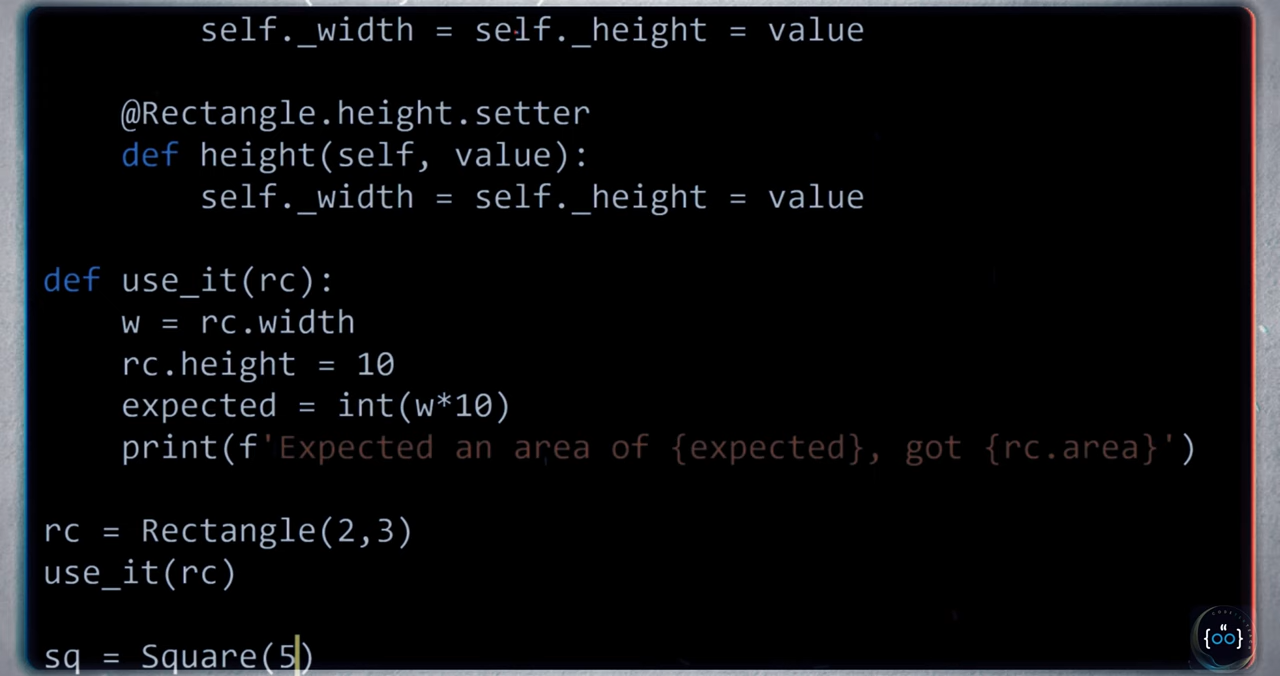 self._width = self._height = value
@Rectangle.height.setter
def height(self, value):
self._width = self._height = value
def use_it(rc):
w = rc.width
rc.height = 10
expected = int(w*10)
print(f'Expected an area of {expected}, got {rc.area}')
rc = Rectangle(2,3)
use_it(rc)
sq = Square(5)